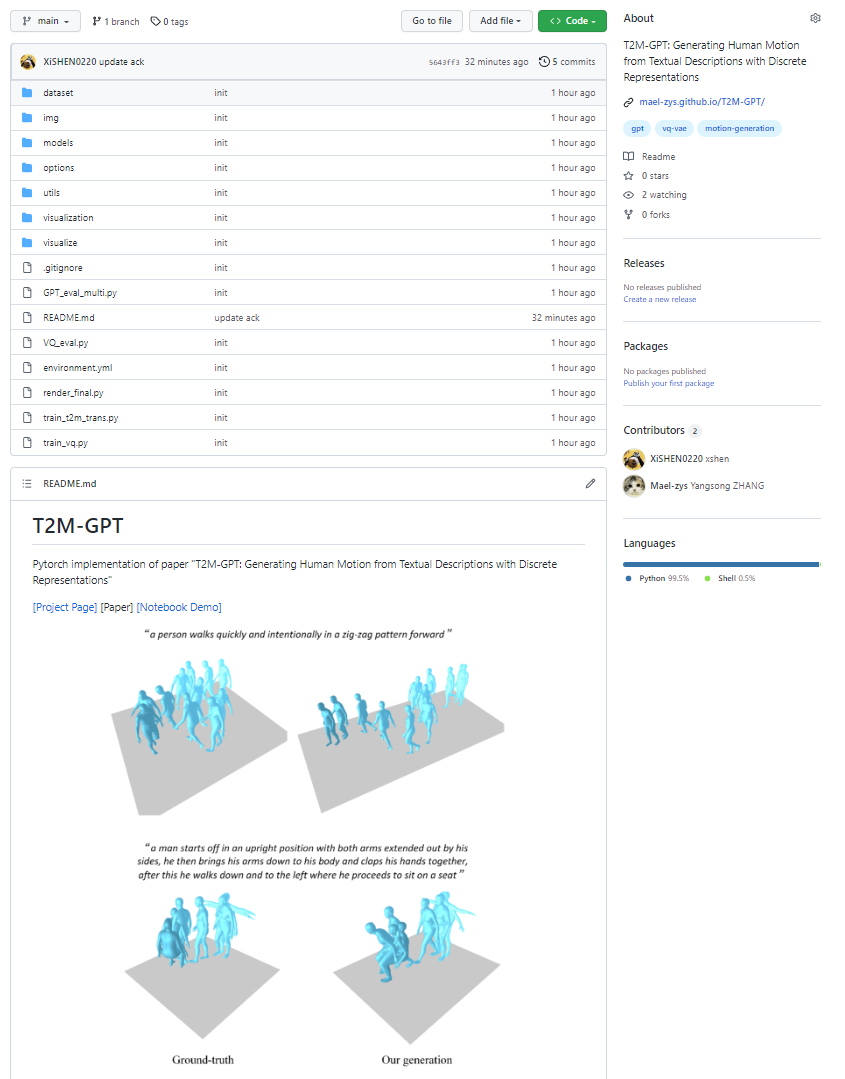 main
1 branch
0 tags
Go to file
Add file
Code
XiSHEN0220 update ack
5643ff3 32 minutes ago
5 commits
dataset init 1 hour ago
img init 1 hour ago
models init 1 hour ago
options init 1 hour ago
utils init 1 hour ago
visualization init 1 hour ago
visualize init 1 hour ago
.gitignore init 1 hour ago
GPT_eval_multi.py init 1 hour ago
README.md update ack 32 minutes ago
VQ_eval.py init 1 hour ago
environment.yml init 1 hour ago
render_final.py init 1 hour ago
train_t2m_trans.py init 1 hour ago
train_vq.py init 1 hour ago
README.md
T2M-GPT
Pytorch implementation of paper "T2M-GPT: Generating Human Motion from Textual Descriptions with Discrete
Representations"
[Project Page] [Paper] [Notebook Demo]
“a person walks quickly and intentionally in a zig-zag pattern forward”
“a man starts off in an upright position with both arms extended out by his
sides, he then brings his arms down to his body and claps his hands together,
after this he walks down and to the left where he proceeds to sit on a seat”
Ground-truth
Our generation
About
T2M-GPT: Generating Human Motion
from Textual Descriptions with Discrete
Representations
mael-zys.github.io/T2M-GPT/
gpt
vq-vae
motion-generation
Readme
0 stars
2 watching
0 forks
Releases
No releases published
Create a new release
Packages
No packages published
Publish your first package
Contributors 2
XiSHEN0220 xshen
Mael-zys Yangsong ZHANG
Languages
Python 99.5%
Shell 0.5%